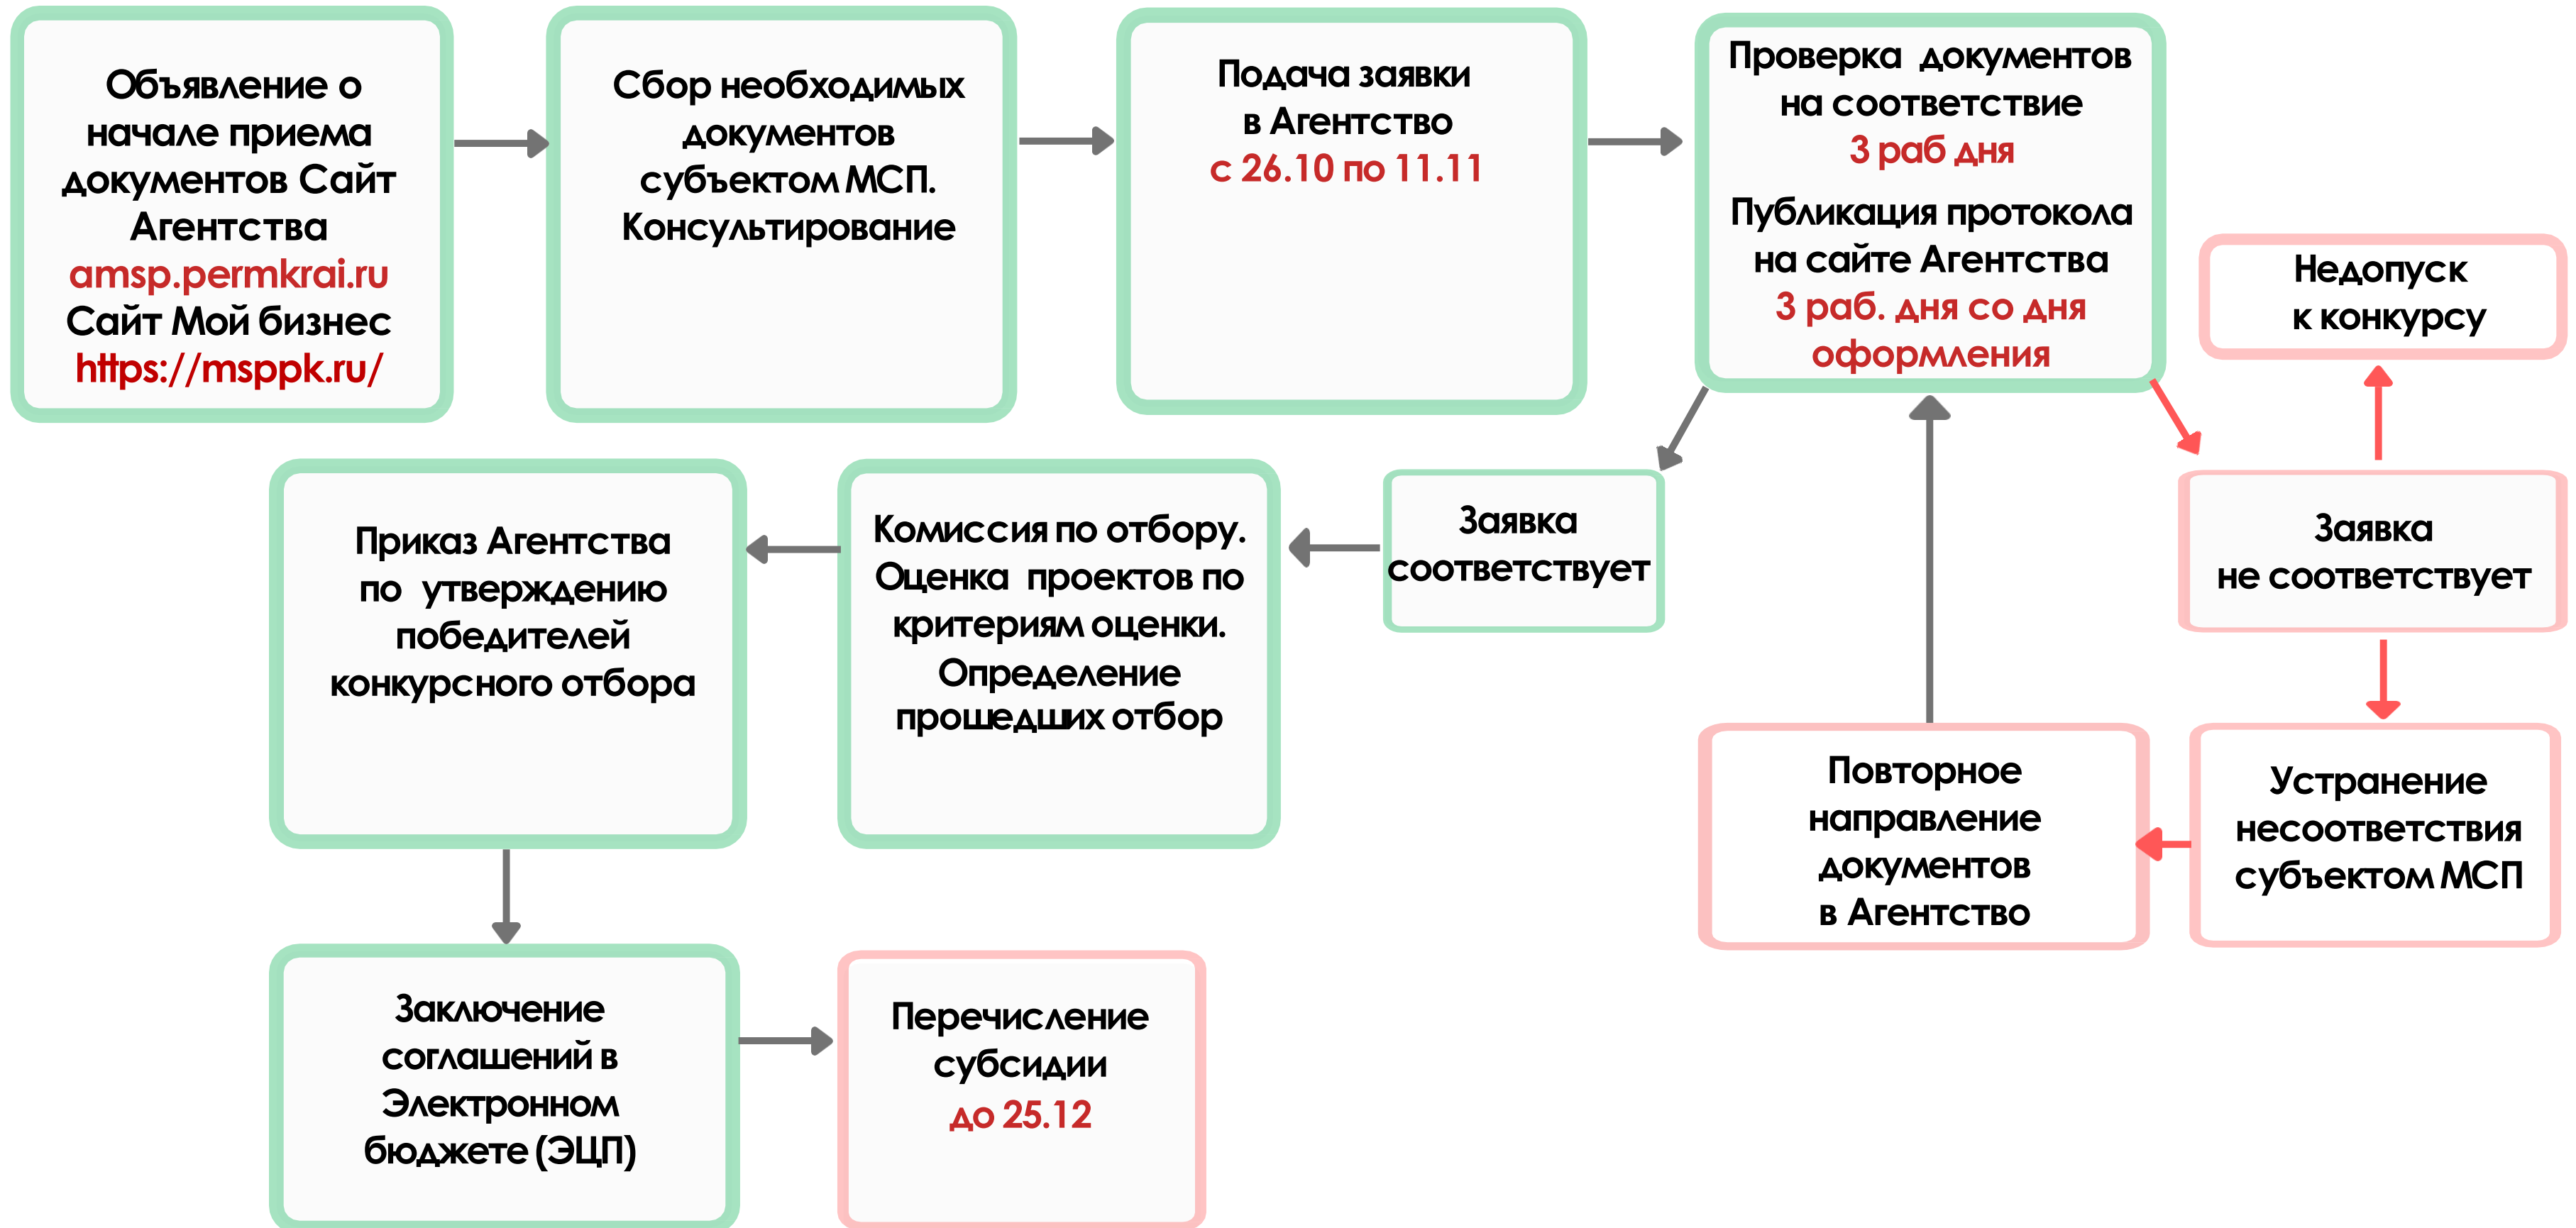 Объявление о
начале приема
документов Сайт
Агентства
amsp.permkrai.ru
Сайт Мой бизнес
https://msppk.ru/
Сбор необходимых
документов
субъектом МСП.
Консультирование
Подача заявки
в Агентство
с 26.10 по 11.11
Проверка документов
на соответствие
3 раб дня
Публикация протокола
на сайте Агентства
3 раб. дня со дня
оформления
Недопуск
к конкурсу
Заявка
не соответствует
Устранение
несоответствия
субъектом МСП
Повторное
направление
документов
в Агентство
Заявка
соответствует
Комиссия по отбору.
Оценка проектов по
критериям оценки.
Определение
прошедших отбор
Приказ Агентства
по утверждению
победителей
конкурсного отбора
Заключение
соглашений в
Электронном
бюджете (ЭЦП)
Перечисление
субсидии
до 25.12